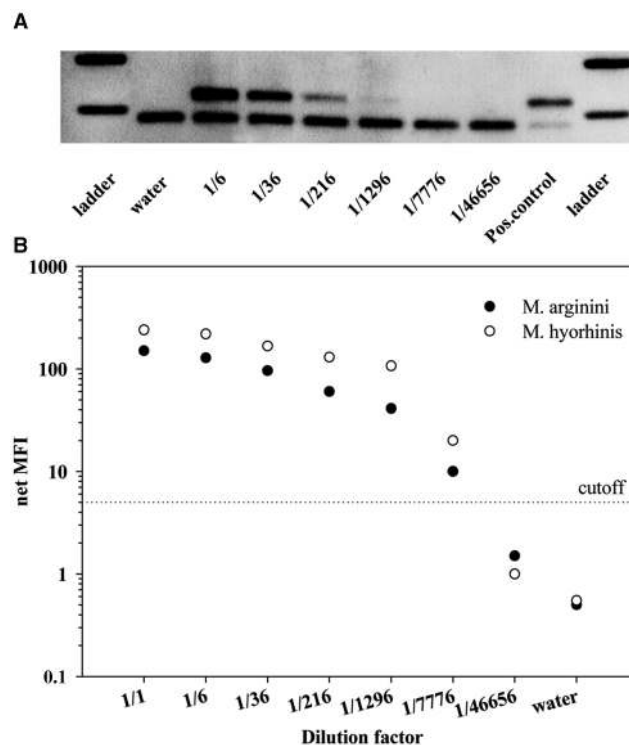 A
ladder water 1/6 1/36 1/216 1/1296 1/7776 1/46656 Pos.control ladder
B
1000
M. arginini
M. hyorhinis
100
net MFI
10
cutoff
1
0.1
1/1 1/6 1/36 1/216 1/1296 1/7776 1/46656 water
Dilution factor